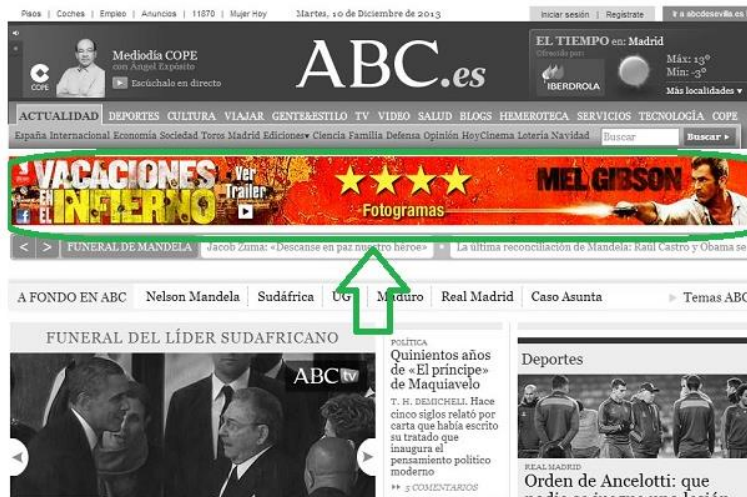 Pisos | Coches | Empleo | Anuncios | 11870 | Mujer Hoy
Martes, 10 de Diciembre de 2013
Iniciar sesión | Regístrate
Ir a abcdesevilla.es
COPE
Mediodía COPE
con Ángel Expósito
Escúchalo en directo
ABC.es
EL TIEMPO en: Madrid
Ofrecido por:
IBERDROLA
Máx: 13º
Min: -3º
Más localidades
ACTUALIDAD DEPORTES CULTURA VIAJAR GENTE&ESTILO TV VIDEO SALUD BLOGS HEMEROTECA SERVICIOS TECNOLOGÍA COPE
España Internacional Economía Sociedad Toros Madrid Ediciones Ciencia Familia Defensa Opinión HoyCinema Loteria Navidad
Buscar
Buscar
VACACIONES
EN EL INFIERNO
Ver
Trailer
Fotogramas
MEL GIBSON
< > FUNERAL DE MANDELA
Jacob Zuma: «Descanse en paz nuestro héroe»
La última reconciliación de Mandela: Raúl Castro y Obama se
A FONDO EN ABC Nelson Mandela Sudáfrica Maduro Real Madrid Caso Asunta
Temas ABC
FUNERAL DEL LÍDER SUDAFRICANO
ABC tv
POLÍTICA
Quinientos años
de «El príncipe»
de Maquiavelo
T. H. DEMICHELI. Hace
cinco siglos relató por
carta que había escrito
su tratado que
inaugura el
pensamiento político
moderno
5 COMENTARIOS
Deportes
REAL MADRID
Orden de Ancelotti: que